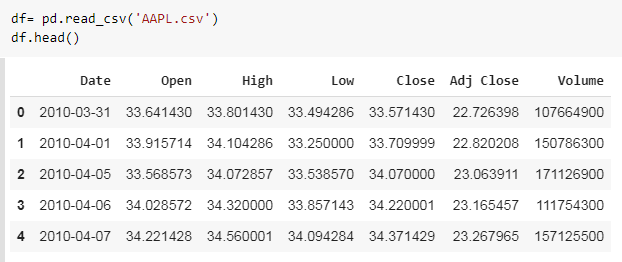 df= pd.read_csv('AAPL.csv')
df.head()
Date Open High Low Close Adj Close Volume
0 2010-03-31 33.641430 33.801430 33.494286 33.571430 22.726398 107664900
1 2010-04-01 33.915714 34.104286 33.250000 33.709999 22.820208 150786300
2 2010-04-05 33.568573 34.072857 33.538570 34.070000 23.063911 171126900
3 2010-04-06 34.028572 34.320000 33.857143 34.220001 23.165457 111754300
4 2010-04-07 34.221428 34.560001 34.094284 34.371429 23.267965 157125500